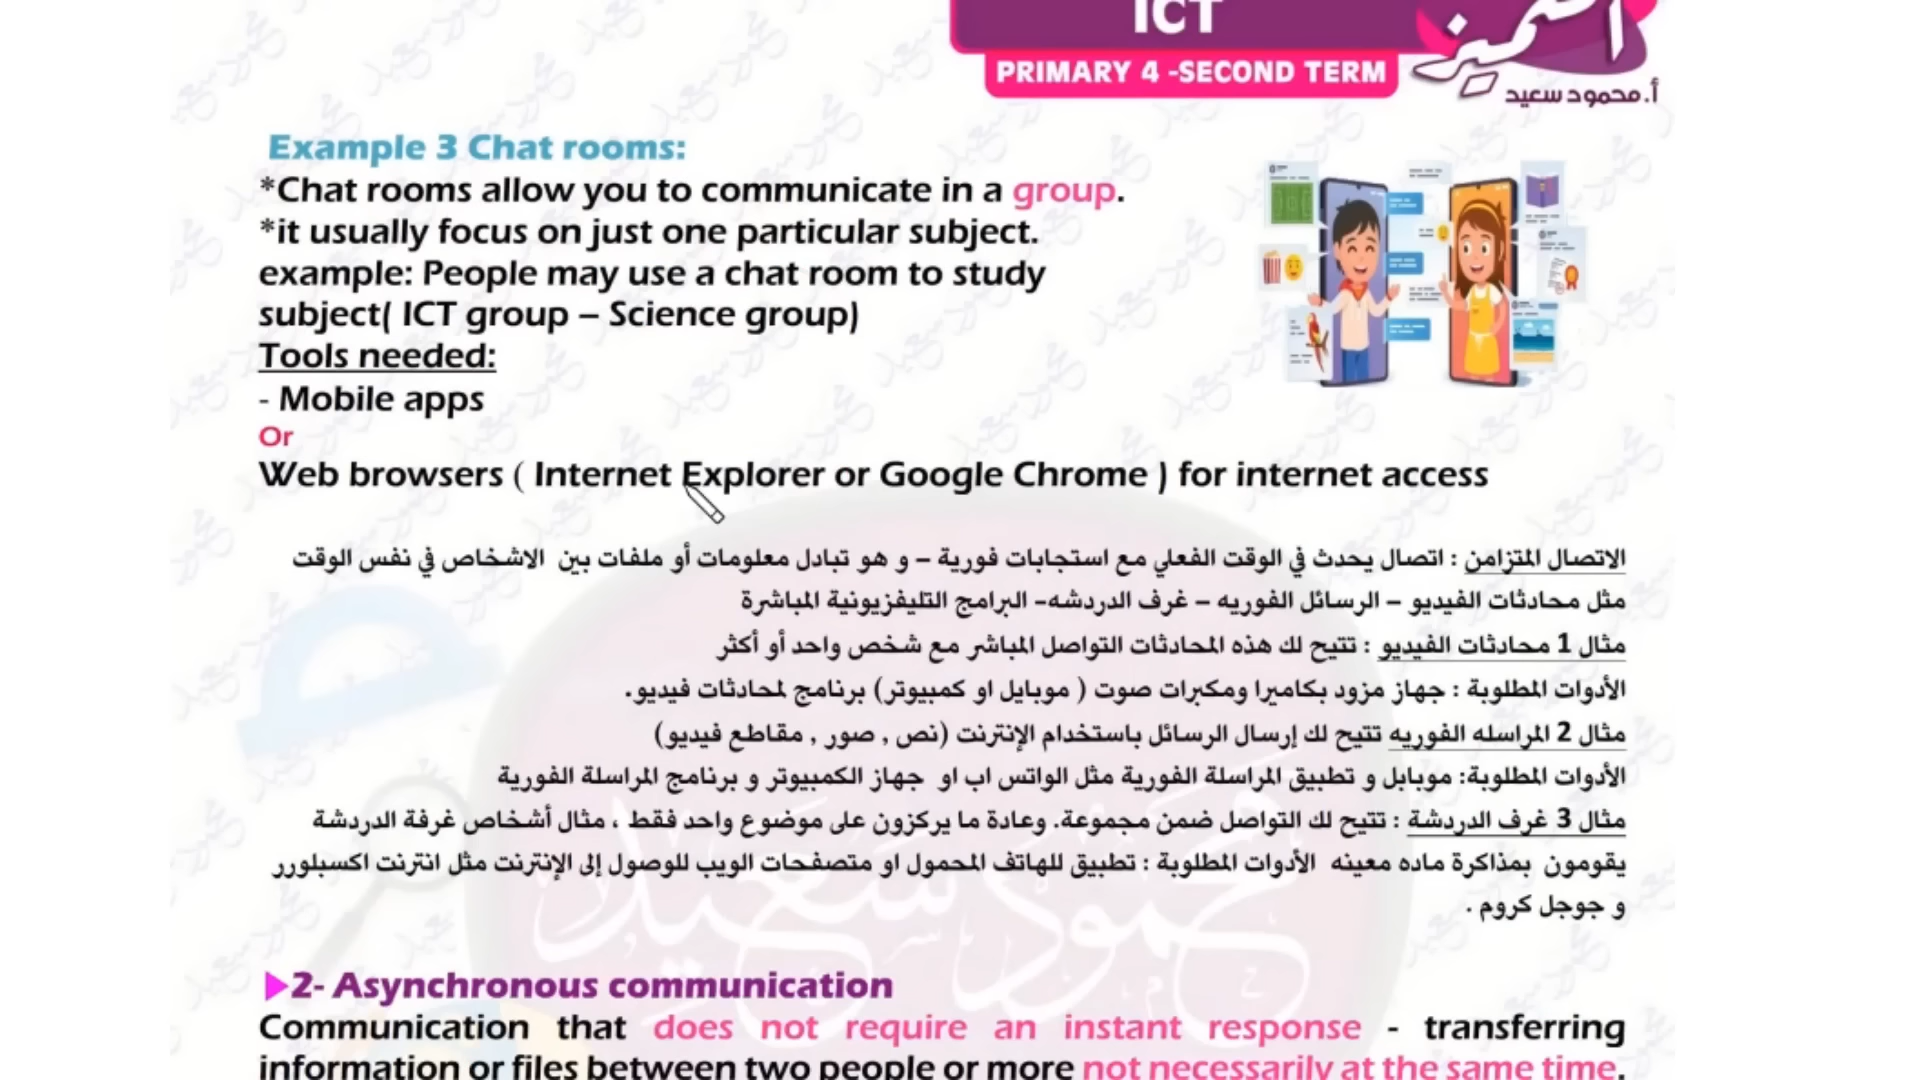 ICT
PRIMARY 4 -SECOND TERM
المتميز
أ. محمود سعيد
Example 3 Chat rooms:
*Chat rooms allow you to communicate in a group.
*it usually focus on just one particular subject.
example: People may use a chat room to study
subject( ICT group – Science group)
Tools needed:
- Mobile apps
Or
Web browsers ( Internet Explorer or Google Chrome ) for internet access
الاتصال المتزامن : اتصال يحدث في الوقت الفعلي مع استجابات فورية – و هو تبادل معلومات أو ملفات بين الاشخاص في نفس الوقت
مثل محادثات الفيديو – الرسائل الفوريه – غرف الدردشه– البرامج التليفزيونية المباشرة
مثال 1 محادثات الفيديو : تتيح لك هذه المحادثات التواصل المباشر مع شخص واحد أو أكثر
الأدوات المطلوبة : جهاز مزود بكاميرا ومكبرات صوت ( موبايل او كمبيوتر) برنامج لمحادثات فيديو.
مثال 2 المراسله الفوريه تتيح لك إرسال الرسائل باستخدام الإنترنت (نص , صور , مقاطع فيديو)
الأدوات المطلوبة: موبايل و تطبيق المراسلة الفورية مثل الواتس اب او جهاز الكمبيوتر و برنامج المراسلة الفورية
مثال 3 غرف الدردشة : تتيح لك التواصل ضمن مجموعة. وعادة ما يركزون على موضوع واحد فقط ، مثال أشخاص غرفة الدردشة
يقومون بمذاكرة ماده معينه الأدوات المطلوبة : تطبيق للهاتف المحمول او متصفحات الويب للوصول إلى الإنترنت مثل انترنت اكسبلورر
و جوجل كروم .
محمود سعيد
2- Asynchronous communication
Communication that does not require an instant response - transferring
information or files between two people or more not necessarily at the same time.